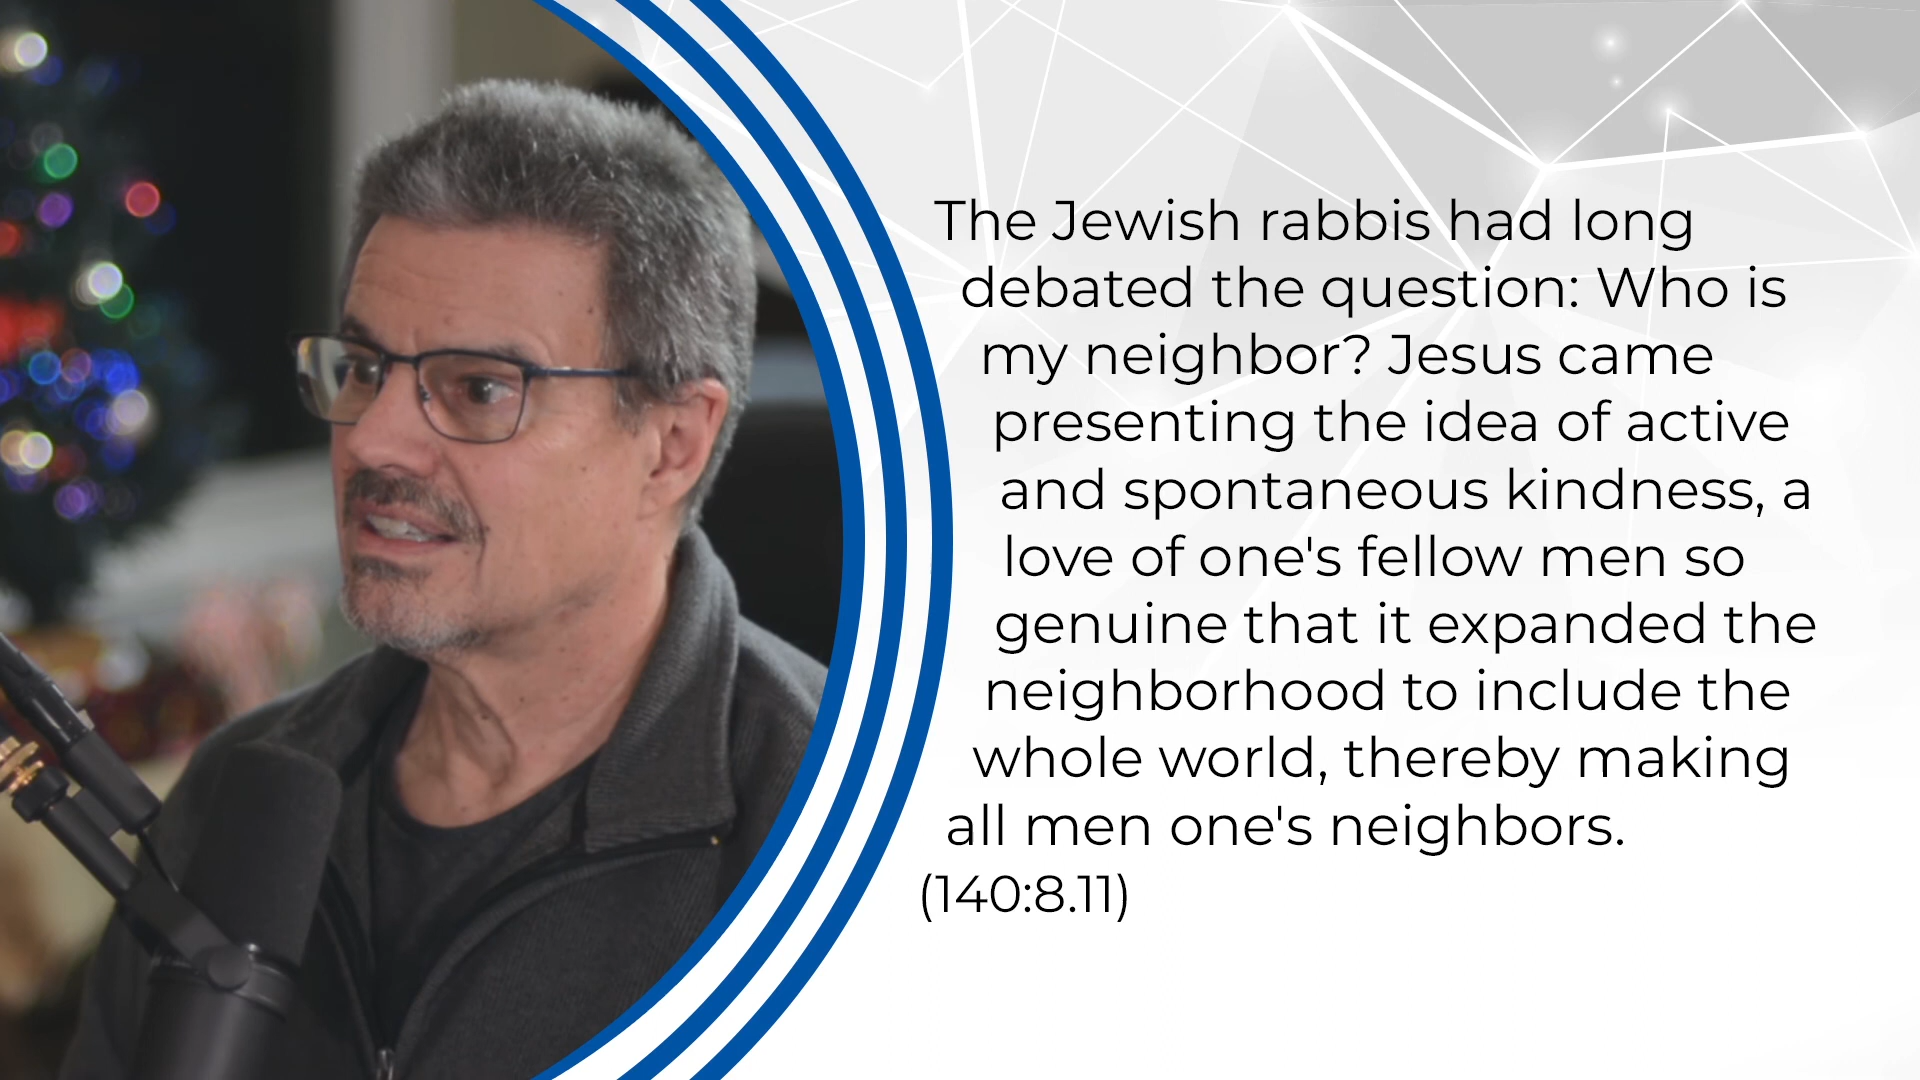 The Jewish rabbis had long
debated the question: Who is
my neighbor? Jesus came
presenting the idea of active
and spontaneous kindness, a
love of one's fellow men so
genuine that it expanded the
neighborhood to include the
whole world, thereby making
all men one's neighbors.
(140:8.11)